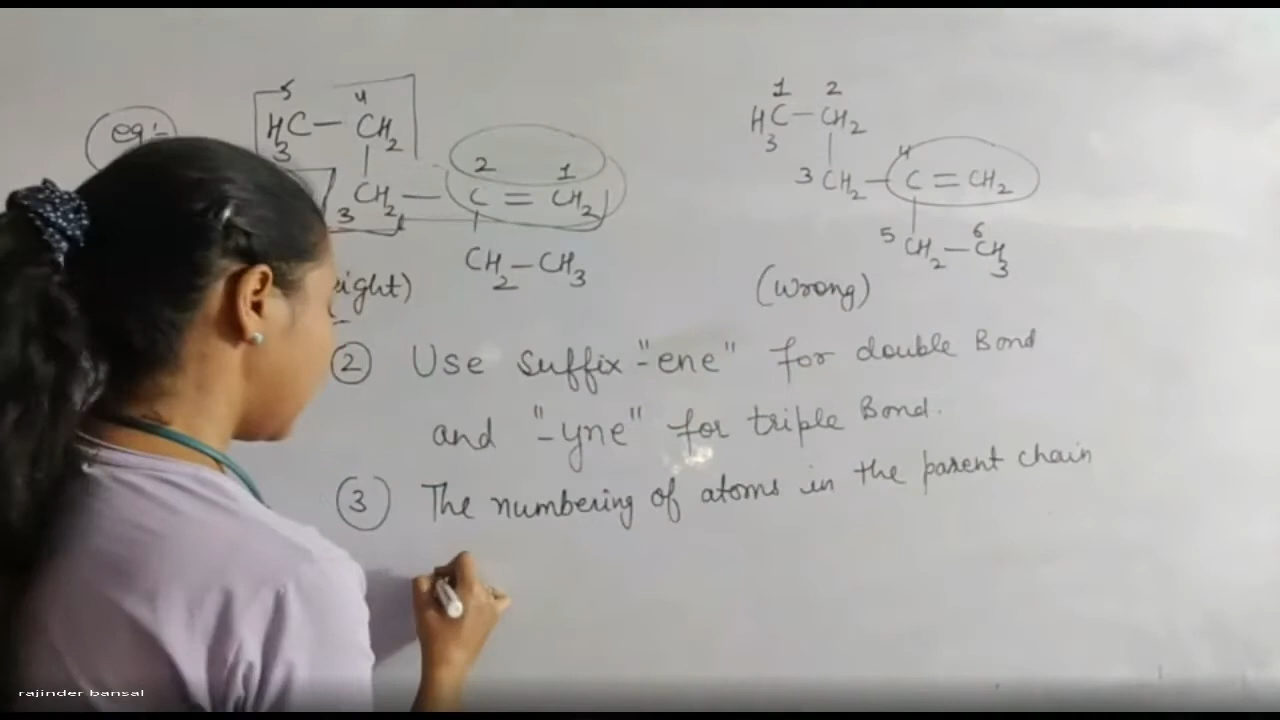 eg:-
5 4 1 2
H3C - CH2 H3C - CH2
2 1 4
3 CH2 - C = CH2 3 CH2 - C = CH2
CH2 - CH3 5 CH2 - CH3 6
(Wrong)
② Use suffix "-ene" for double Bond
and "-yne" for triple Bond.
③ The numbering of atoms in the parent chain
rajinder bansal